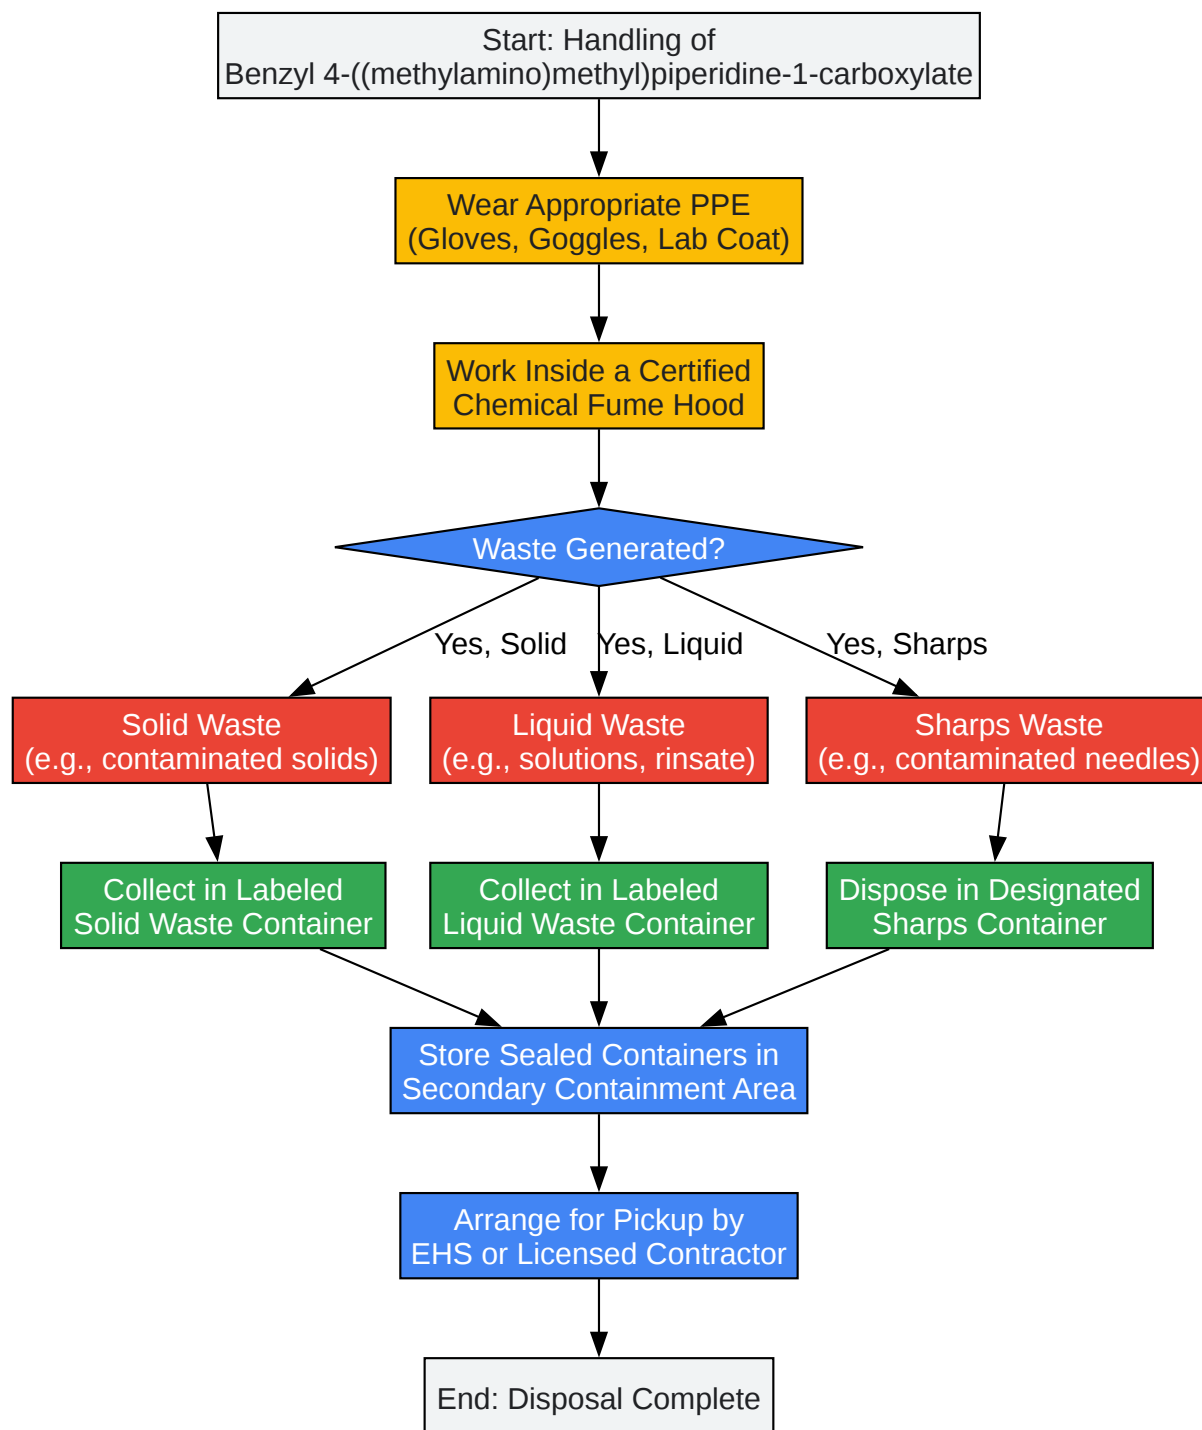 Start: Handling of
Benzyl 4-((methylamino)methyl)piperidine-1-carboxylate
Wear Appropriate PPE
(Gloves, Goggles, Lab Coat)
Work Inside a Certified
Chemical Fume Hood
Waste Generated?
Yes, Solid
Yes, Liquid
Yes, Sharps
Solid Waste
(e.g., contaminated solids)
Liquid Waste
(e.g., solutions, rinsate)
Sharps Waste
(e.g., contaminated needles)
Collect in Labeled
Solid Waste Container
Collect in Labeled
Liquid Waste Container
Dispose in Designated
Sharps Container
Store Sealed Containers in
Secondary Containment Area
Arrange for Pickup by
EHS or Licensed Contractor
End: Disposal Complete